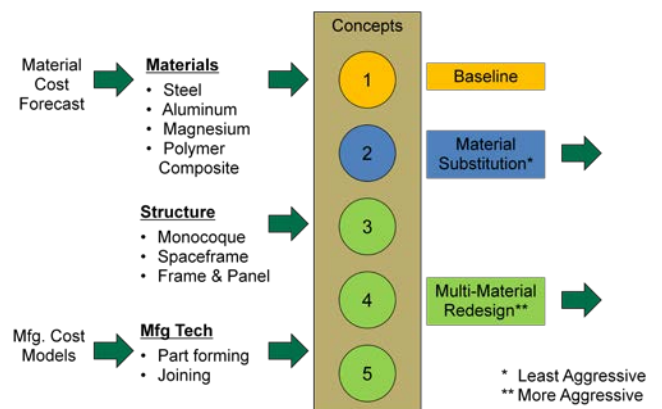 Concepts
Material
Cost
Forecast
Materials
• Steel
• Aluminum
• Magnesium
• Polymer
Composite
1
Baseline
2
Material
Substitution*
Structure
• Monocoque
• Spaceframe
• Frame & Panel
3
4
Multi-Material
Redesign**
Mfg. Cost
Models
Mfg Tech
• Part forming
• Joining
5
* Least Aggressive
** More Aggressive